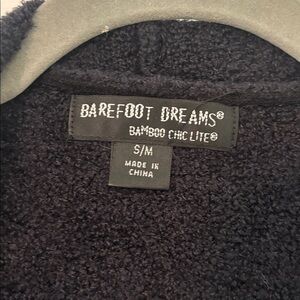 BAREFOOT DREAMS®
BAMBOO CHIC LITE®
S/M
MADE IN
CHINA